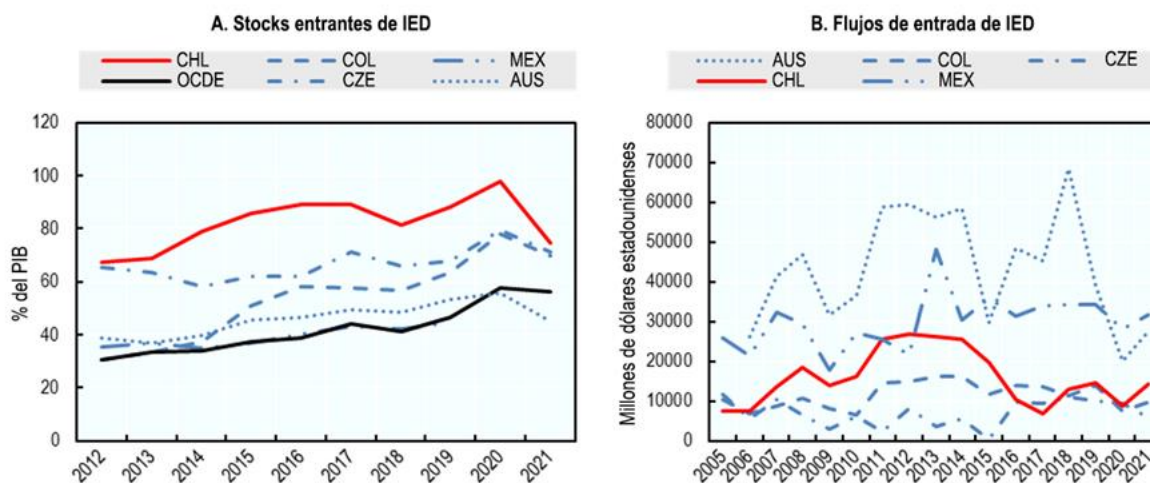 A. Stocks entrantes de IED
CHL COL MEX
OCDE CZE AUS
% del PIB
120
100
80
60
40
20
0
2012 2013 2014 2015 2016 2017 2018 2019 2020 2021
B. Flujos de entrada de IED
AUS COL CZE
CHL MEX
Millones de dólares estadounidenses
80000
70000
60000
50000
40000
30000
20000
10000
0
2005 2006 2007 2008 2009 2010 2011 2012 2013 2014 2015 2016 2017 2018 2019 2020 2021